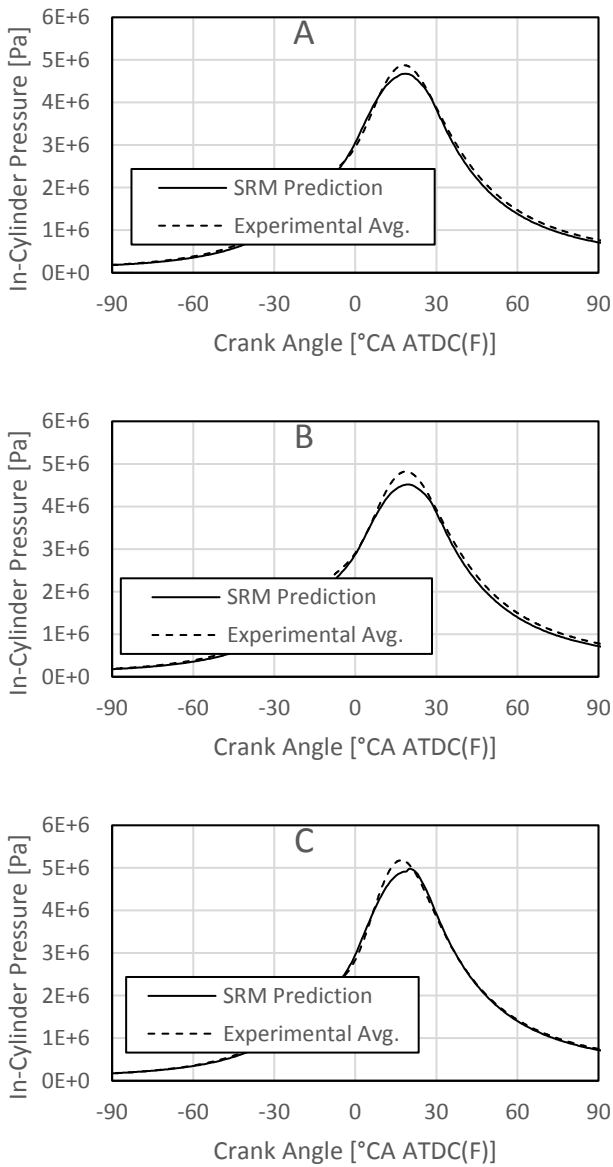 A
In-Cylinder Pressure [Pa]
6E+6
5E+6
4E+6
3E+6
2E+6
1E+6
0E+0
SRM Prediction
Experimental Avg.
-90 -60 -30 0 30 60 90
Crank Angle [°CA ATDC(F)]
B
In-Cylinder Pressure [Pa]
6E+6
5E+6
4E+6
3E+6
2E+6
1E+6
0E+0
SRM Prediction
Experimental Avg.
-90 -60 -30 0 30 60 90
Crank Angle [°CA ATDC(F)]
C
In-Cylinder Pressure [Pa]
6E+6
5E+6
4E+6
3E+6
2E+6
1E+6
0E+0
SRM Prediction
Experimental Avg.
-90 -60 -30 0 30 60 90
Crank Angle [°CA ATDC(F)]